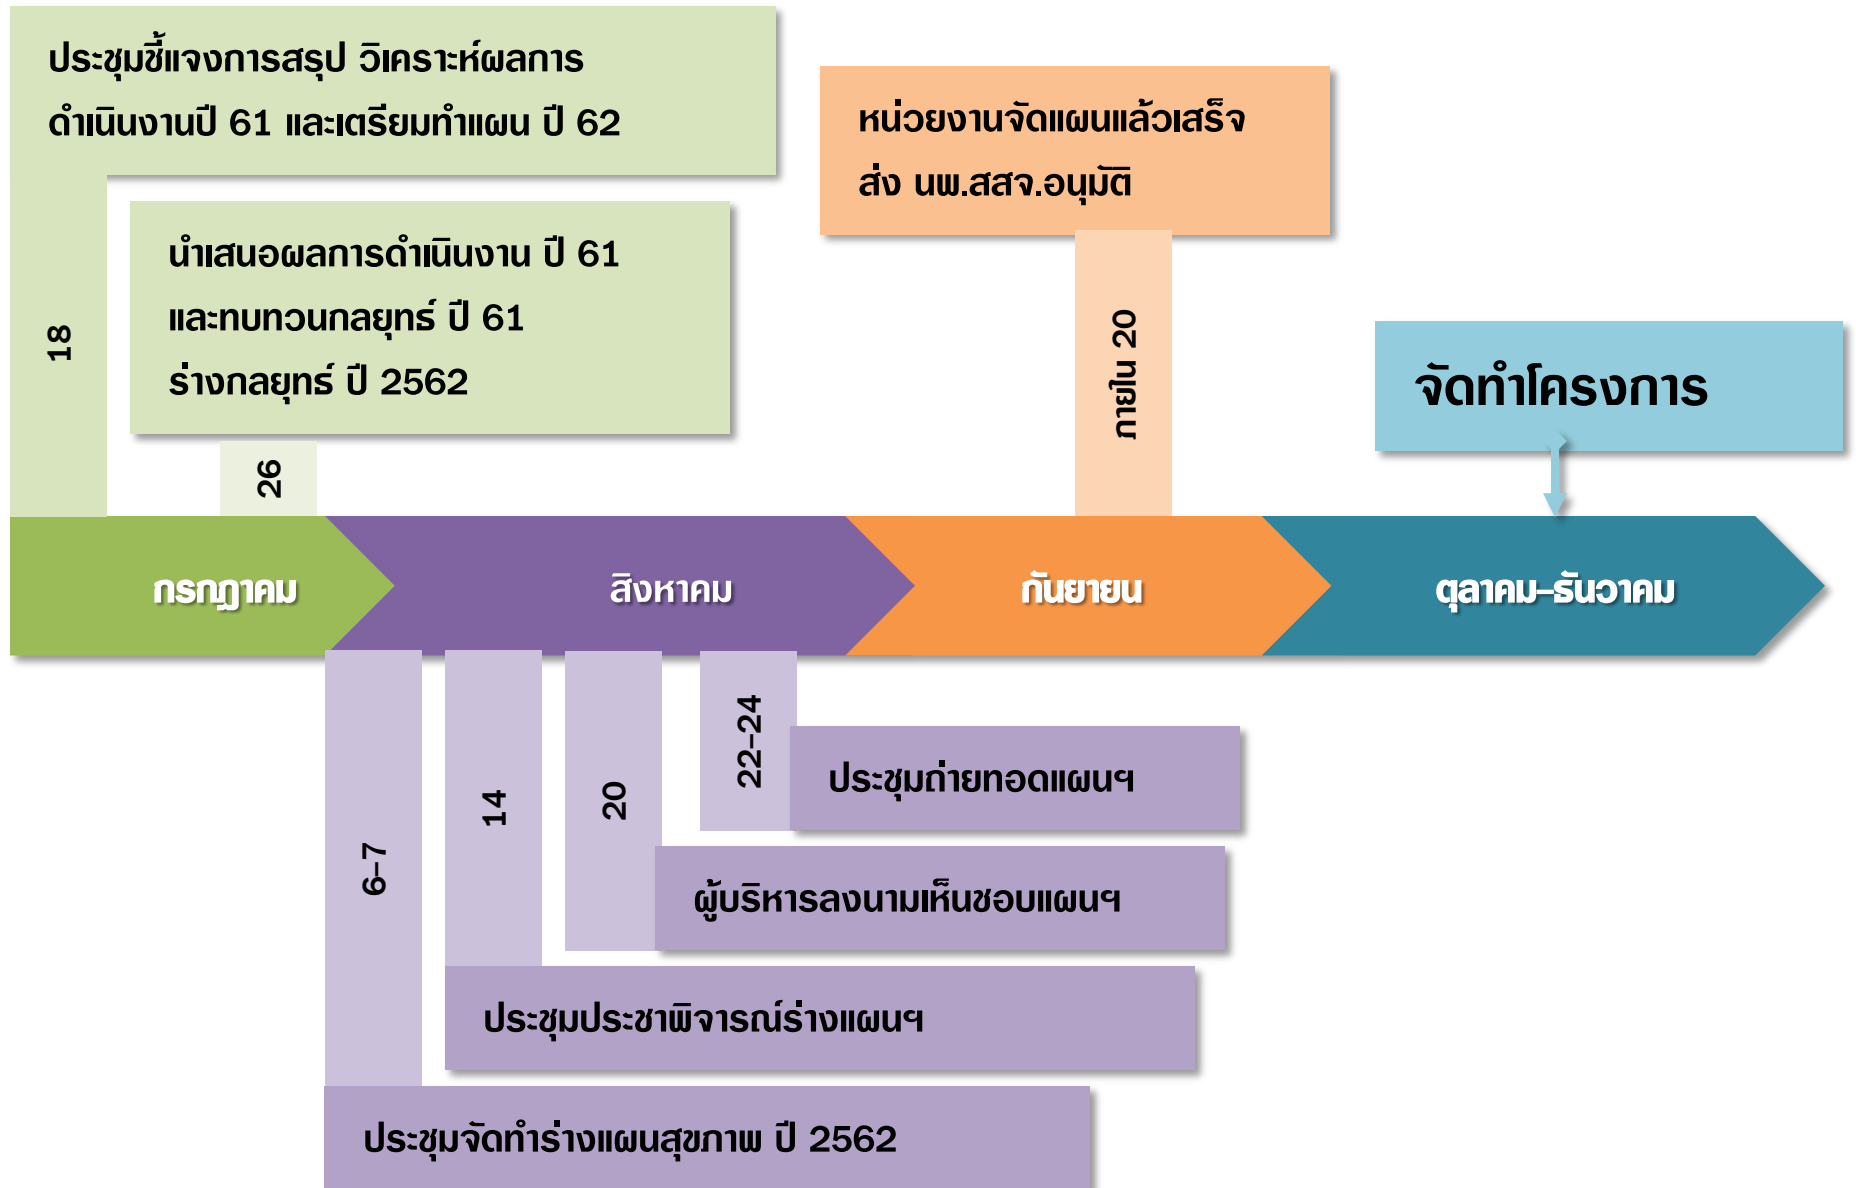 ประชุมชี้แจงการสรุป วิเคราะห์ผลการ
ดำเนินงานปี 61 และเตรียมทำแผน ปี 62
18
นำเสนอผลการดำเนินงาน ปี 61
และทบทวนกลยุทธ์ ปี 61
ร่างกลยุทธ์ ปี 2562
26
หน่วยงานจัดแผนแล้วเสร็จ
ส่ง นพ.สสจ.อนุมัติ
ภายใน 20
จัดทำโครงการ
กรกฎาคม
สิงหาคม
กันยายน
ตุลาคม–ธันวาคม
22–24
ประชุมถ่ายทอดแผนฯ
20
ผู้บริหารลงนามเห็นชอบแผนฯ
14
ประชุมประชาพิจารณ์ร่างแผนฯ
6–7
ประชุมจัดทำร่างแผนสุขภาพ ปี 2562